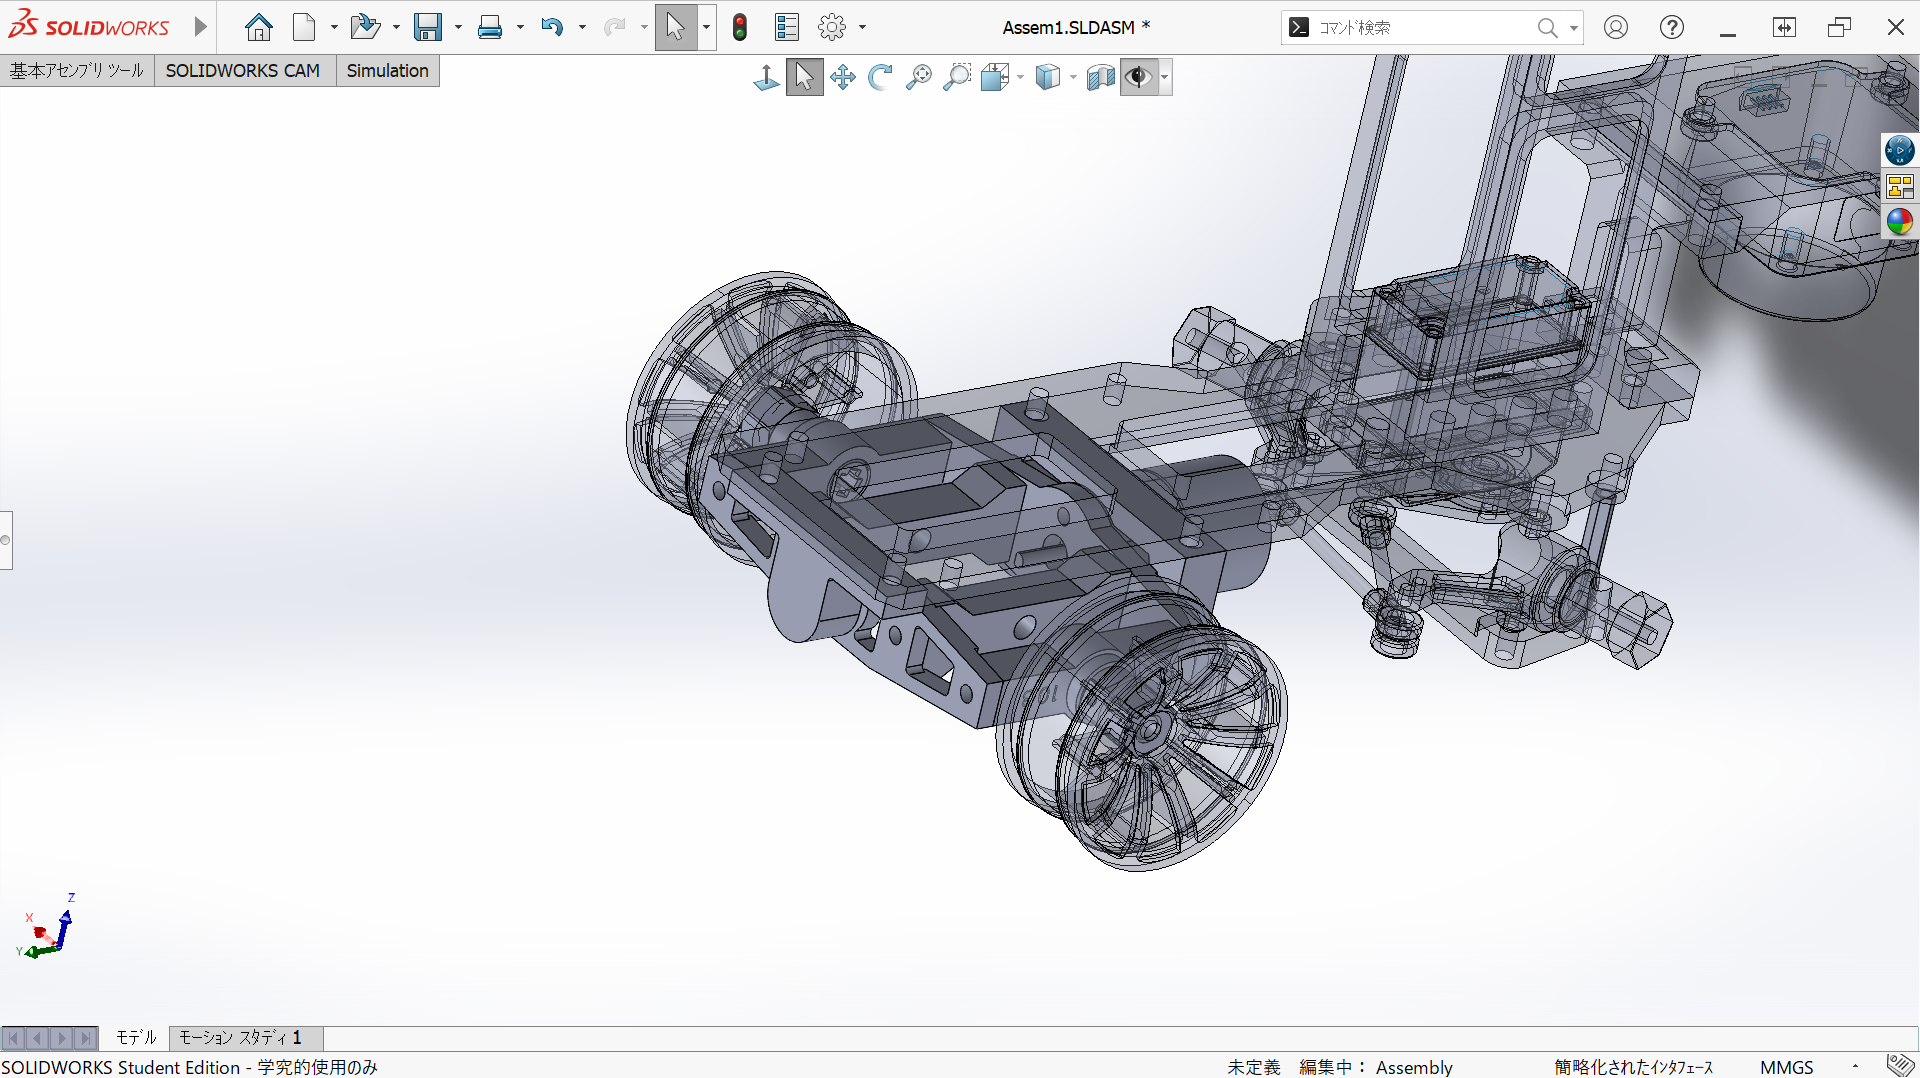 SOLIDWORKS
Assem1.SLDASM *
コマンド検索
基本アセンブリ ツール
SOLIDWORKS CAM
Simulation
Z
X
Y
モデル
モーション スタディ 1
SOLIDWORKS Student Edition - 学究的使用のみ
未定義
編集中： Assembly
簡略化されたインタフェース
MMGS